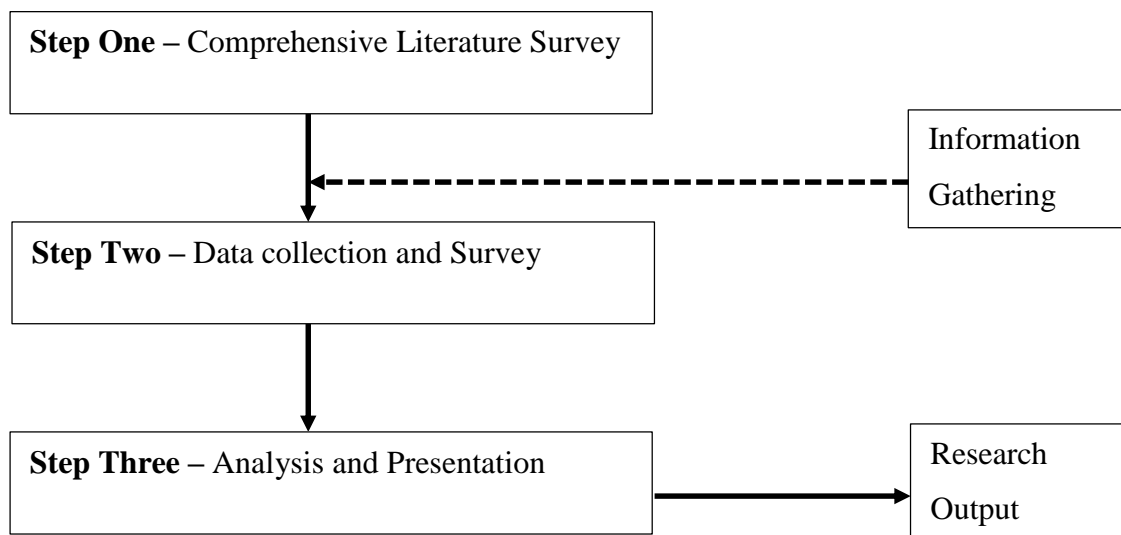 Step One – Comprehensive Literature Survey
Information
Gathering
Step Two – Data collection and Survey
Step Three – Analysis and Presentation
Research
Output